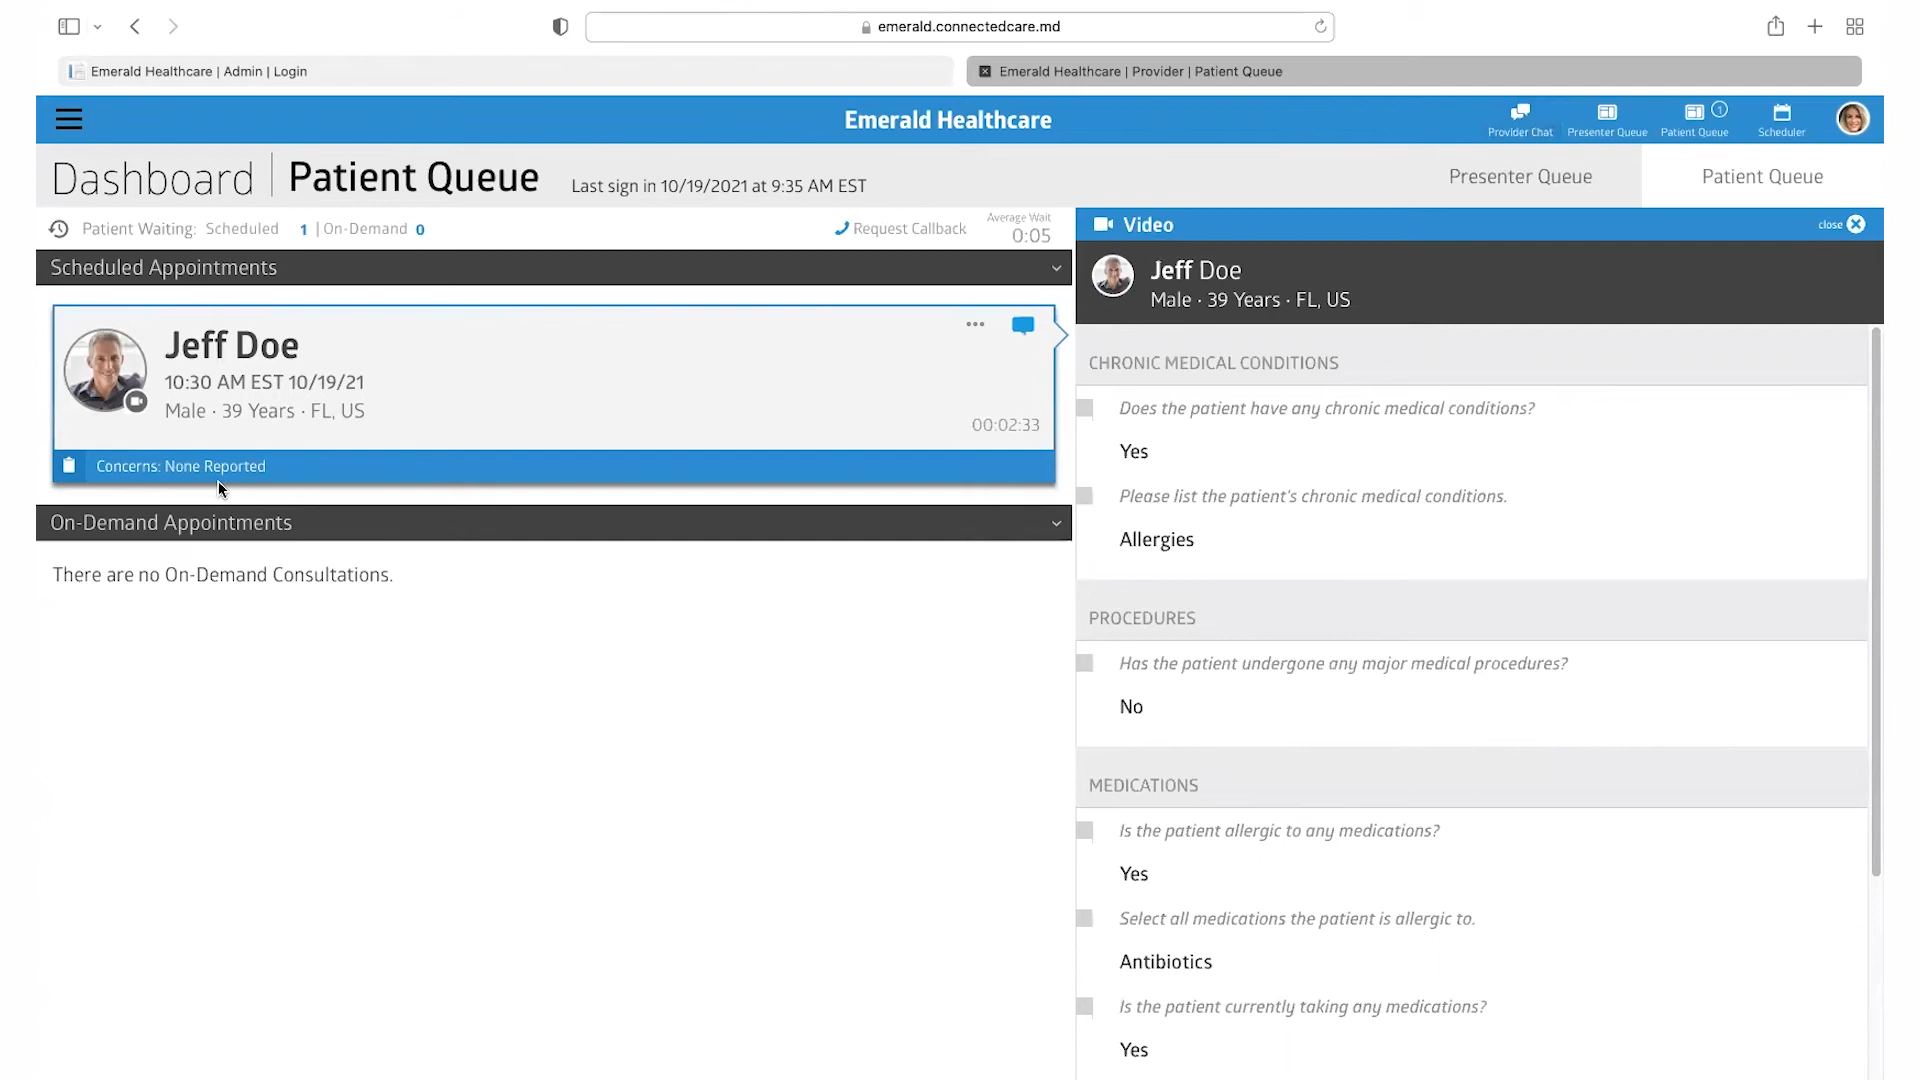 emerald.connectedcare.md
Emerald Healthcare | Admin | Login
Emerald Healthcare | Provider | Patient Queue
Emerald Healthcare
Provider Chat
Presenter Queue
1
Patient Queue
Scheduler
Dashboard
Patient Queue
Last sign in 10/19/2021 at 9:35 AM EST
Presenter Queue
Patient Queue
Patient Waiting: Scheduled 1 | On-Demand 0
Request Callback
Average Wait
0:05
Scheduled Appointments
Jeff Doe
10:30 AM EST 10/19/21
Male · 39 Years · FL, US
00:02:33
Concerns: None Reported
On-Demand Appointments
There are no On-Demand Consultations.
Video
close
Jeff Doe
Male · 39 Years · FL, US
CHRONIC MEDICAL CONDITIONS
Does the patient have any chronic medical conditions?
Yes
Please list the patient's chronic medical conditions.
Allergies
PROCEDURES
Has the patient undergone any major medical procedures?
No
MEDICATIONS
Is the patient allergic to any medications?
Yes
Select all medications the patient is allergic to.
Antibiotics
Is the patient currently taking any medications?
Yes